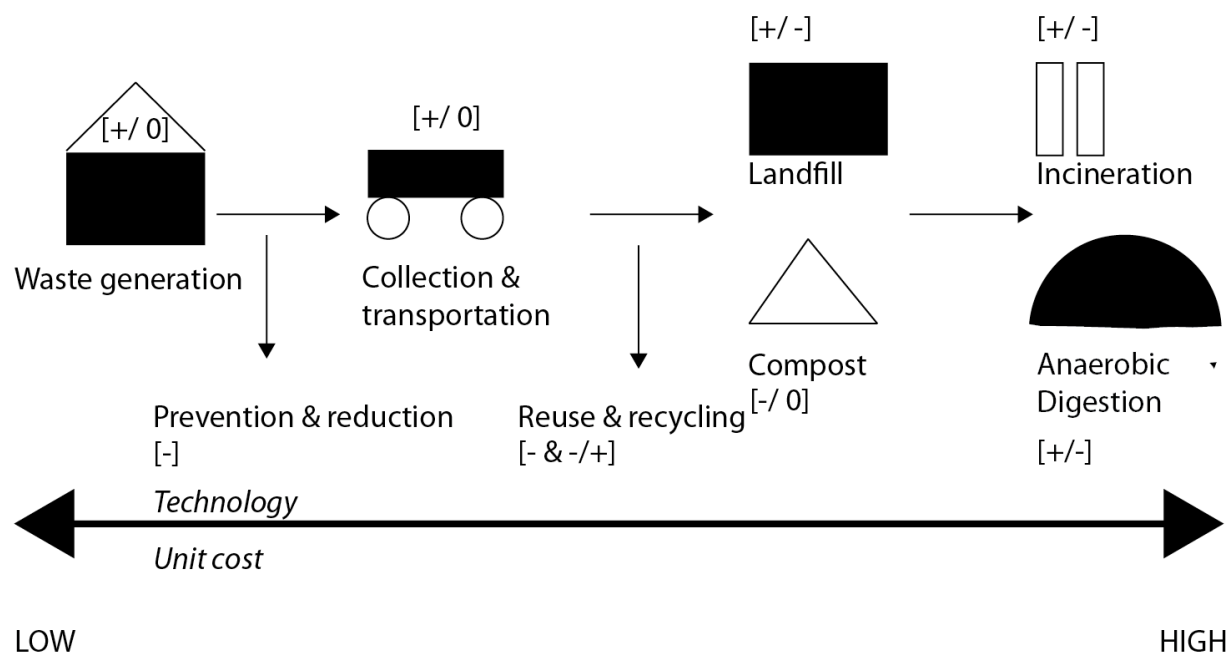 [+/ -]
[+/ -]
[+/ 0]
[+/ 0]
Landfill
Incineration
Waste generation
Collection &
transportation
Compost
[-/ 0]
Anaerobic
Digestion
[+/-]
Prevention & reduction
[-]
Reuse & recycling
[- & -/+]
Technology
Unit cost
LOW
HIGH